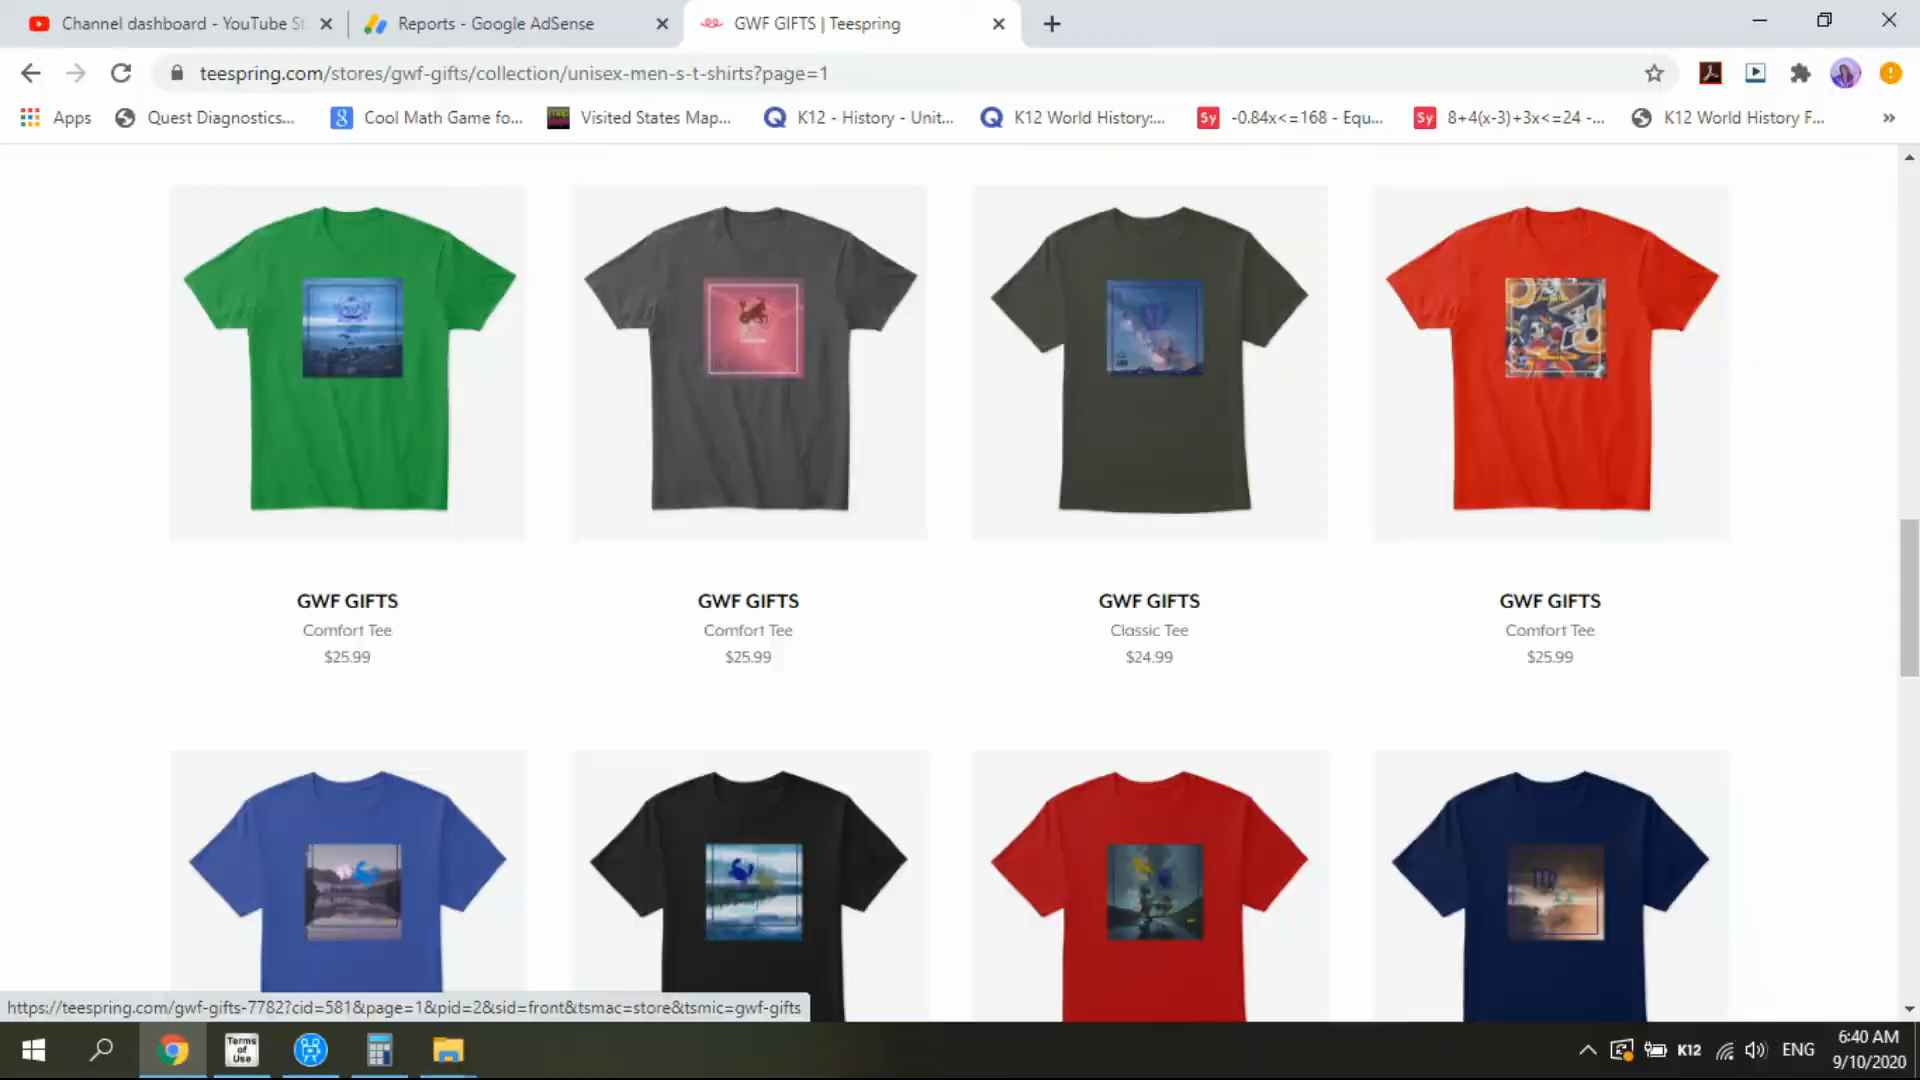 Channel dashboard - YouTube St
Reports - Google AdSense
GWF GIFTS | Teespring
teespring.com/stores/gwf-gifts/collection/unisex-men-s-t-shirts?page=1
Apps
Quest Diagnostics...
Cool Math Game fo...
Visited States Map...
K12 - History - Unit...
K12 World History:...
Sy
-0.84x<=168 - Equ...
Sy
8+4(x-3)+3x<=24 -...
K12 World History F...
»
GWF GIFTS
Comfort Tee
$25.99
GWF GIFTS
Comfort Tee
$25.99
GWF GIFTS
Classic Tee
$24.99
GWF GIFTS
Comfort Tee
$25.99
https://teespring.com/gwf-gifts-7782?cid=581&page=1&pid=2&sid=front&tsmac=store&tsmic=gwf-gifts
Terms
of
Use
K12
ENG
6:40 AM
9/10/2020